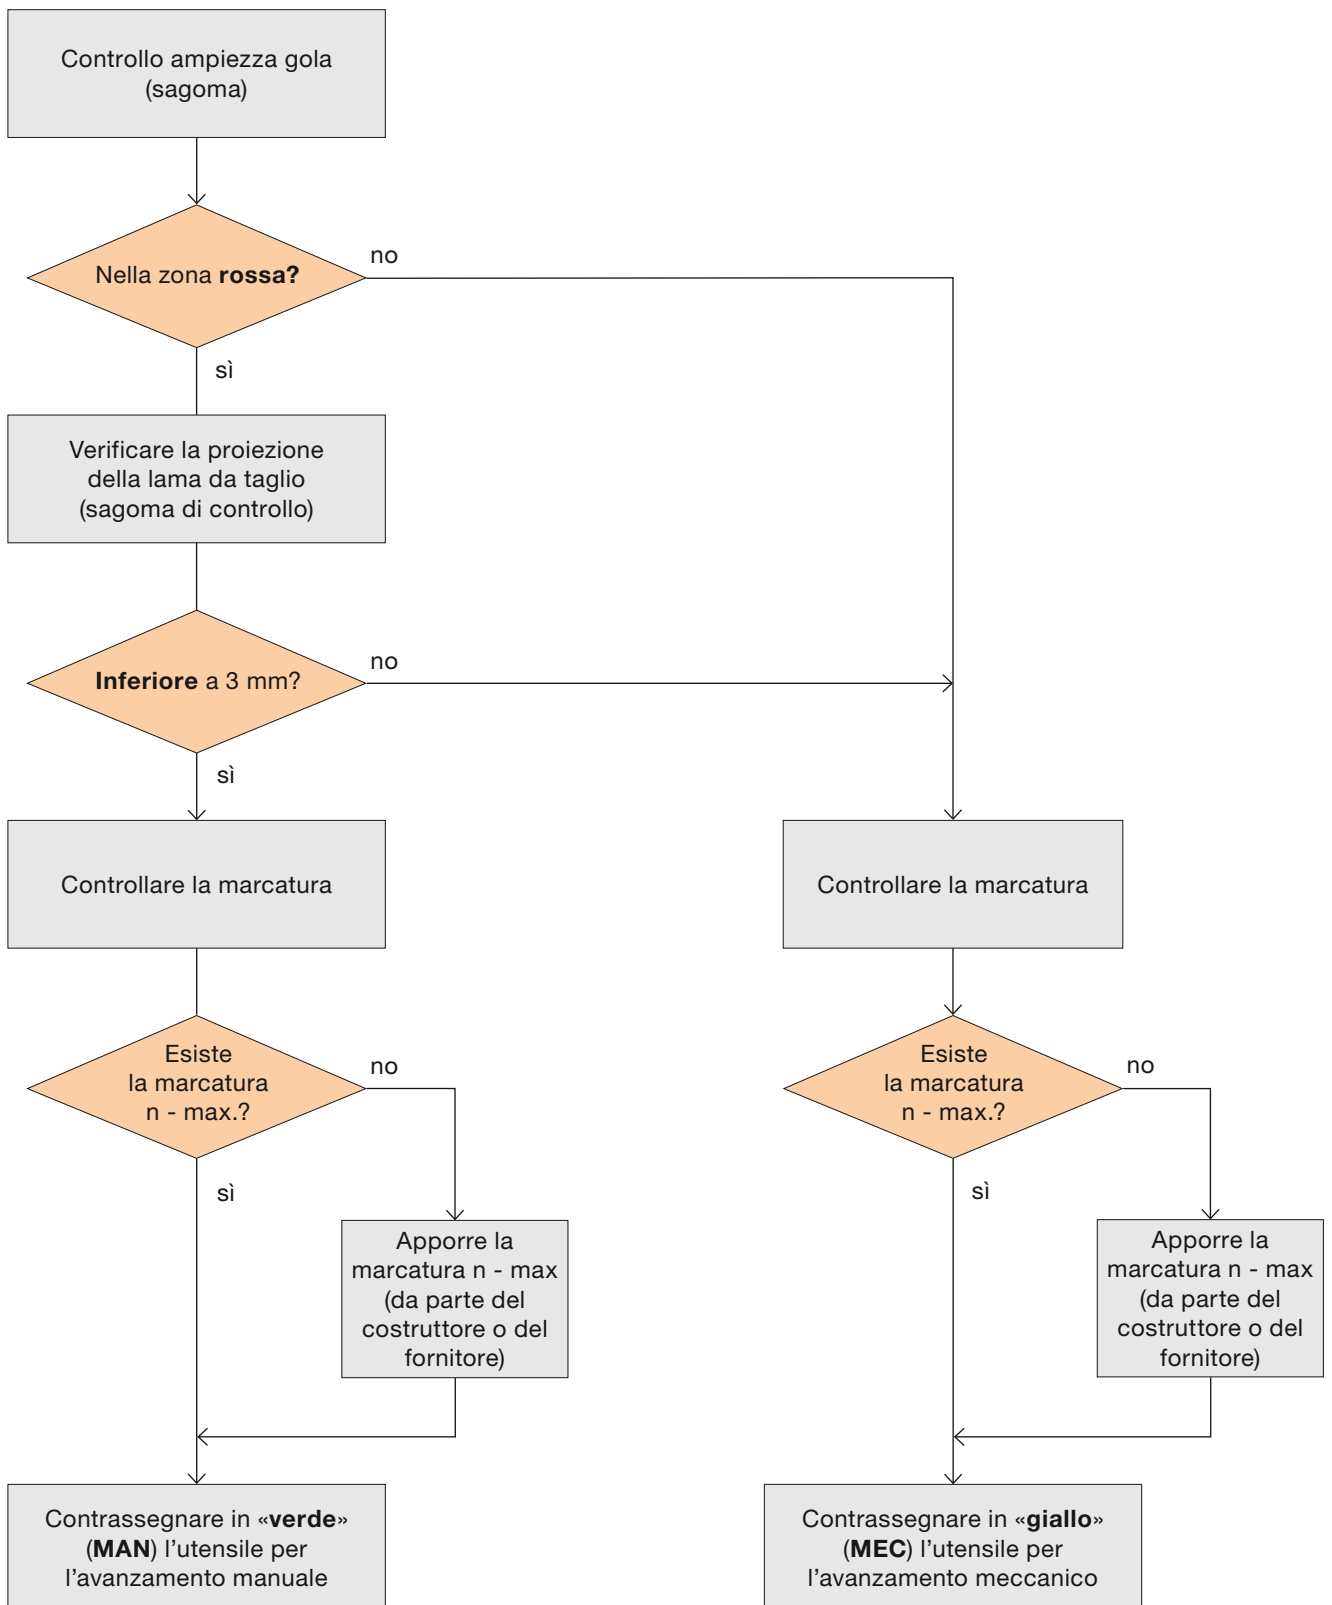 Controllo ampiezza gola
(sagoma)
Nella zona rossa?
no
sì
Verificare la proiezione
della lama da taglio
(sagoma di controllo)
Inferiore a 3 mm?
no
sì
Controllare la marcatura
Controllare la marcatura
Esiste
la marcatura
n - max.?
no
sì
Apporre la
marcatura n - max
(da parte del
costruttore o del
fornitore)
Esiste
la marcatura
n - max.?
no
sì
Apporre la
marcatura n - max
(da parte del
costruttore o del
fornitore)
Contrassegnare in «verde»
(MAN) l'utensile per
l'avanzamento manuale
Contrassegnare in «giallo»
(MEC) l'utensile per
l'avanzamento meccanico